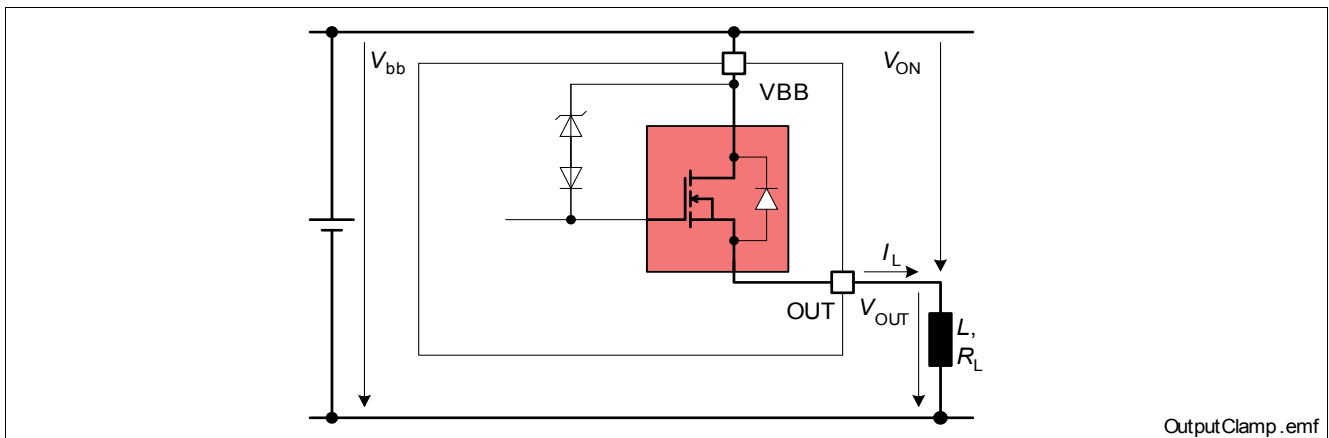 Vbb
VON
VBB
IL
OUT
VOUT
L,
RL
OutputClamp.emf